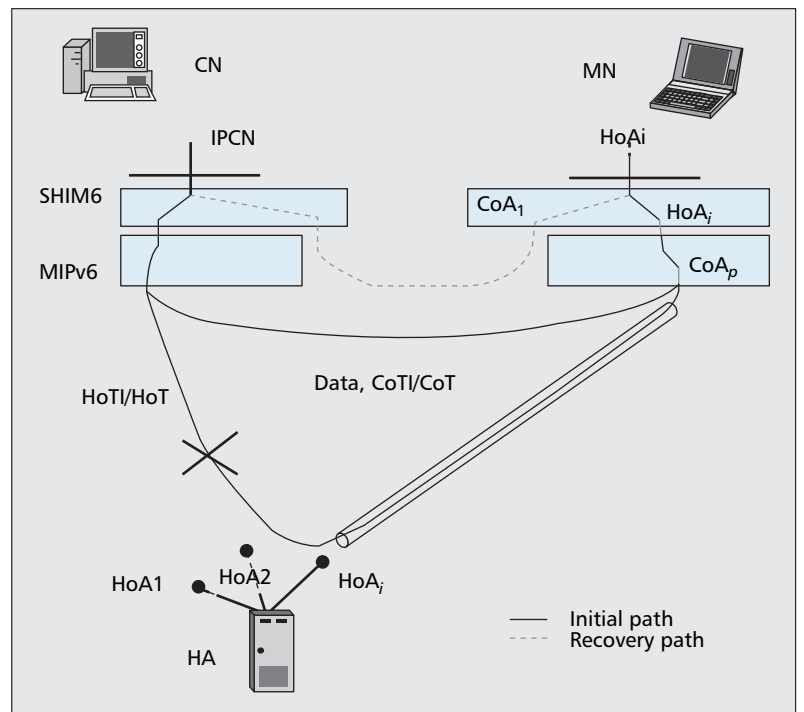 CN
MN
IPCN
HoAi
SHIM6
CoA1
HoAi
MIPv6
CoAp
HoTI/HoT
Data, CoTI/CoT
HoA1
HoA2
HoAi
HA
Initial path
Recovery path